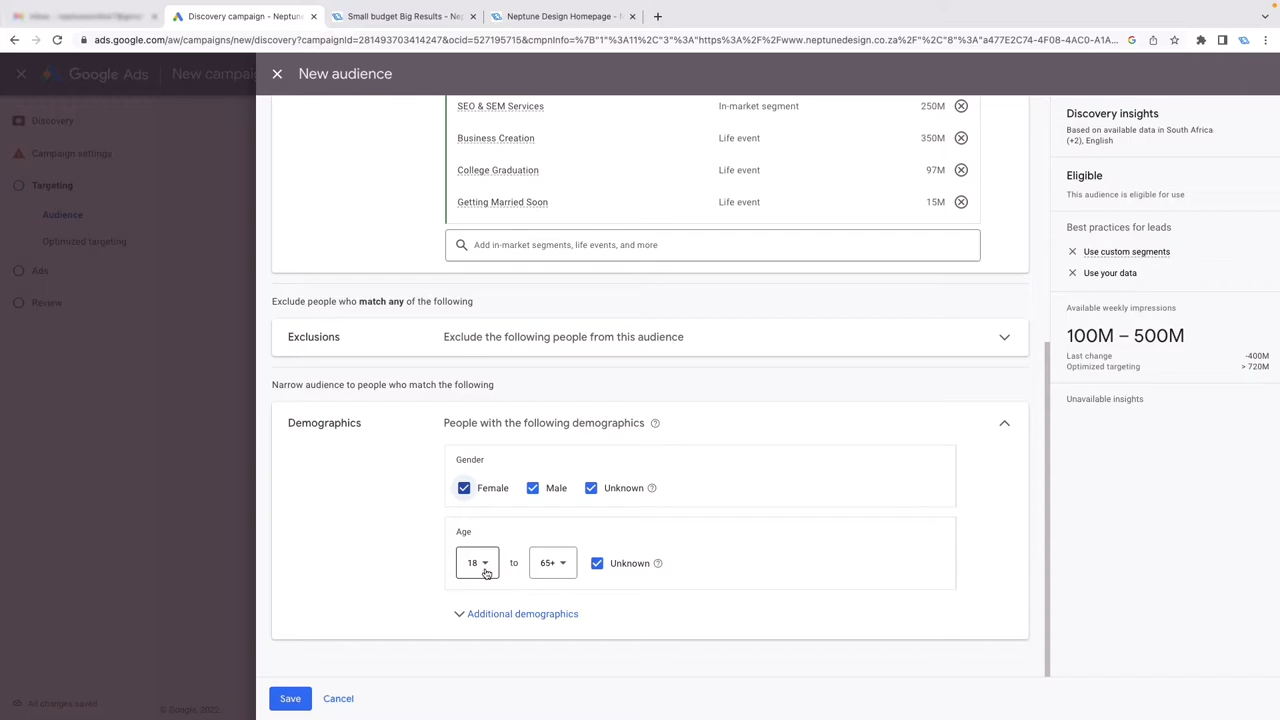 Discovery campaign - Neptune
Small budget Big Results - Nep
Neptune Design Homepage - N
ads.google.com/aw/campaigns/new/discovery?campaignId=281493703414247&ocid=527195715&cmpnInfo=%7B"1"%3A11%2C"3"%3A"https%3A%2F%2Fwww.neptunedesign.co.za%2F"%2C"8"%3A"a477E2C74-4F08-4AC0-A1A...
Google Ads
New campai
New audience
Discovery
Campaign settings
Targeting
Audience
Optimized targeting
Ads
Review
SEO & SEM Services In-market segment 250M
Business Creation Life event 350M
College Graduation Life event 97M
Getting Married Soon Life event 15M
Add in-market segments, life events, and more
Exclude people who match any of the following
Exclusions Exclude the following people from this audience
Narrow audience to people who match the following
Demographics People with the following demographics
Gender
Female Male Unknown
Age
18 to 65+ Unknown
Additional demographics
Save Cancel
Discovery insights
Based on available data in South Africa
(+2), English
Eligible
This audience is eligible for use
Best practices for leads
Use custom segments
Use your data
Available weekly impressions
100M – 500M
Last change -400M
Optimized targeting > 720M
Unavailable insights
All changes saved
© Google, 2022.